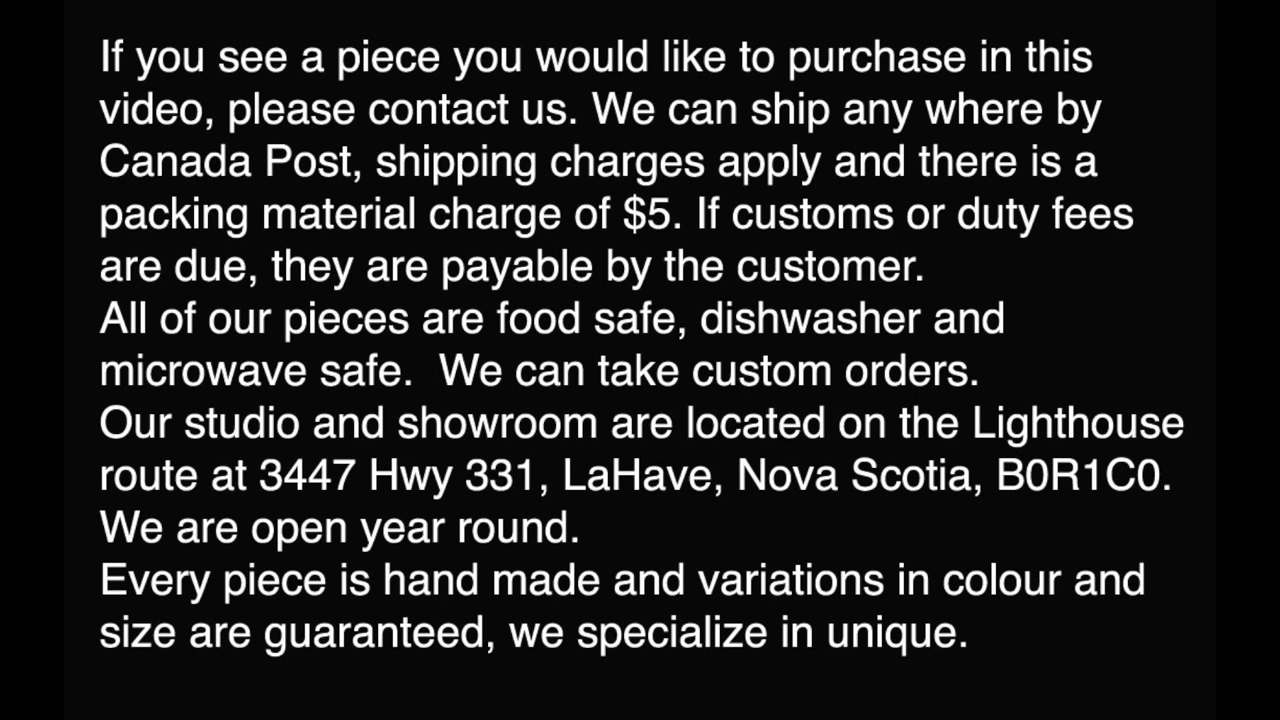 If you see a piece you would like to purchase in this
video, please contact us. We can ship any where by
Canada Post, shipping charges apply and there is a
packing material charge of $5. If customs or duty fees
are due, they are payable by the customer.
All of our pieces are food safe, dishwasher and
microwave safe.  We can take custom orders.
Our studio and showroom are located on the Lighthouse
route at 3447 Hwy 331, LaHave, Nova Scotia, B0R1C0.
We are open year round.
Every piece is hand made and variations in colour and
size are guaranteed, we specialize in unique.